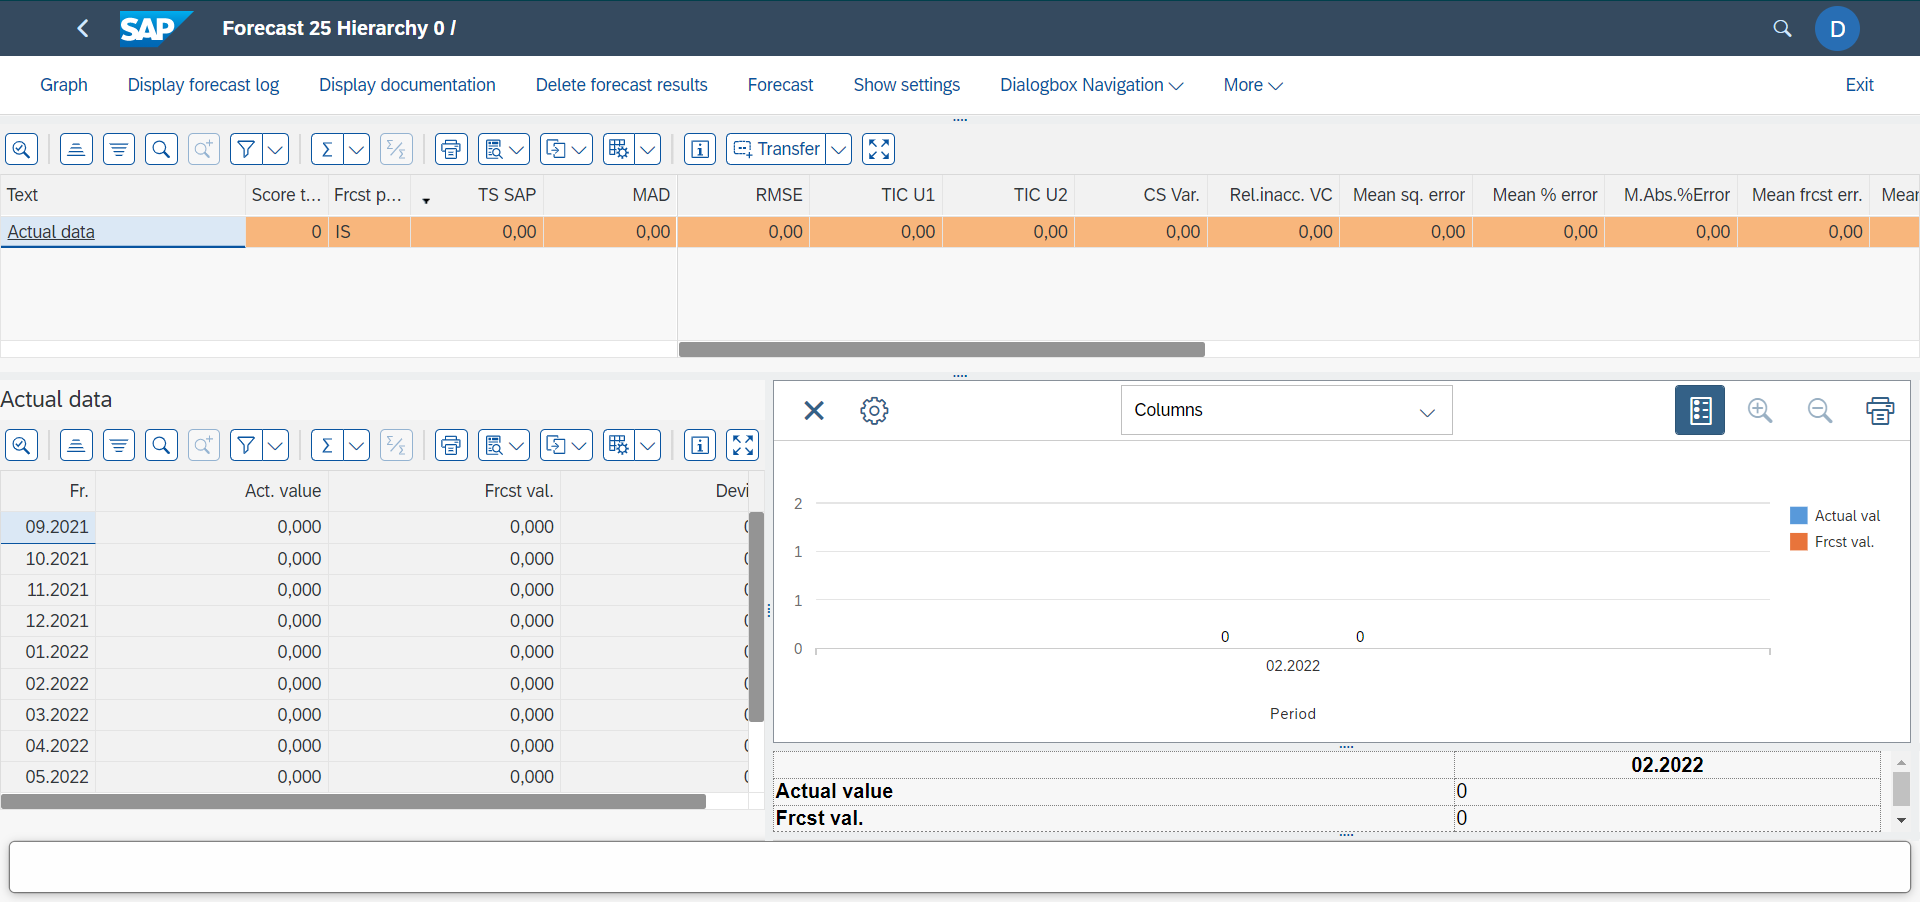 SAP Forecast 25 Hierarchy 0 / D
Graph Display forecast log Display documentation Delete forecast results Forecast Show settings Dialogbox Navigation More Exit
Transfer
Text Score t... Frcst p... TS SAP MAD RMSE TIC U1 TIC U2 CS Var. Rel.inacc. VC Mean sq. error Mean % error M.Abs.%Error Mean frcst err. Mear
Actual data 0 IS 0,00 0,00 0,00 0,00 0,00 0,00 0,00 0,00 0,00 0,00 0,00
Actual data
Fr. Act. value Frcst val. Devi
09.2021 0,000 0,000
10.2021 0,000 0,000
11.2021 0,000 0,000
12.2021 0,000 0,000
01.2022 0,000 0,000
02.2022 0,000 0,000
03.2022 0,000 0,000
04.2022 0,000 0,000
05.2022 0,000 0,000
Columns
2
1
1
0
0 0
02.2022
Period
Actual val
Frcst val.
02.2022
Actual value 0
Frcst val. 0